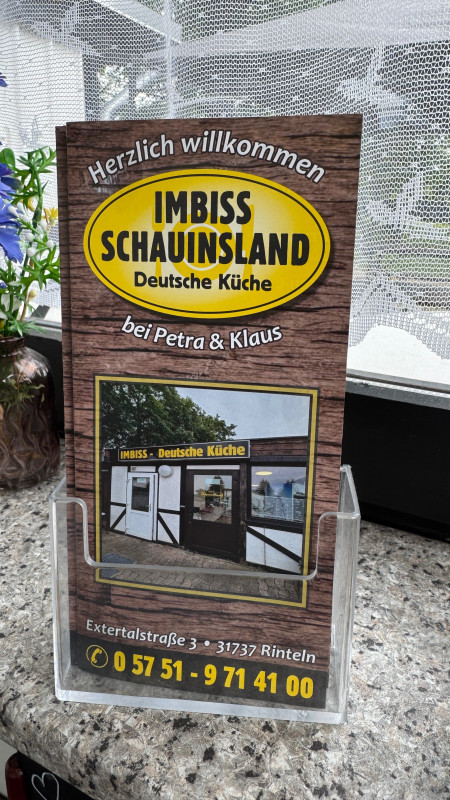 Herzlich willkommen
IMBISS
SCHAUINSLAND
Deutsche Küche
bei Petra & Klaus
IMBISS - Deutsche Küche
Extertalstraße 3 • 31737 Rinteln
0 57 51 - 9 71 41 00